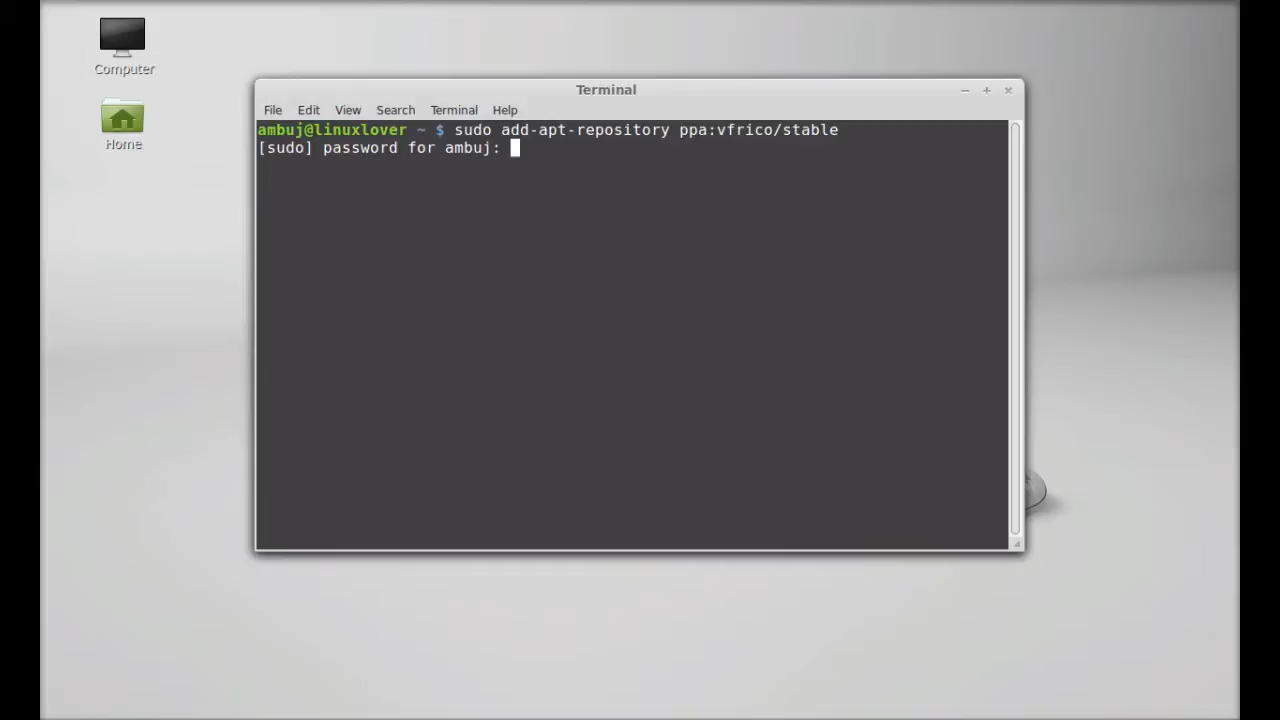 Computer
Home
Terminal
File Edit View Search Terminal Help
ambuj@linuxlover ~ $ sudo add-apt-repository ppa:vfrico/stable
[sudo] password for ambuj: